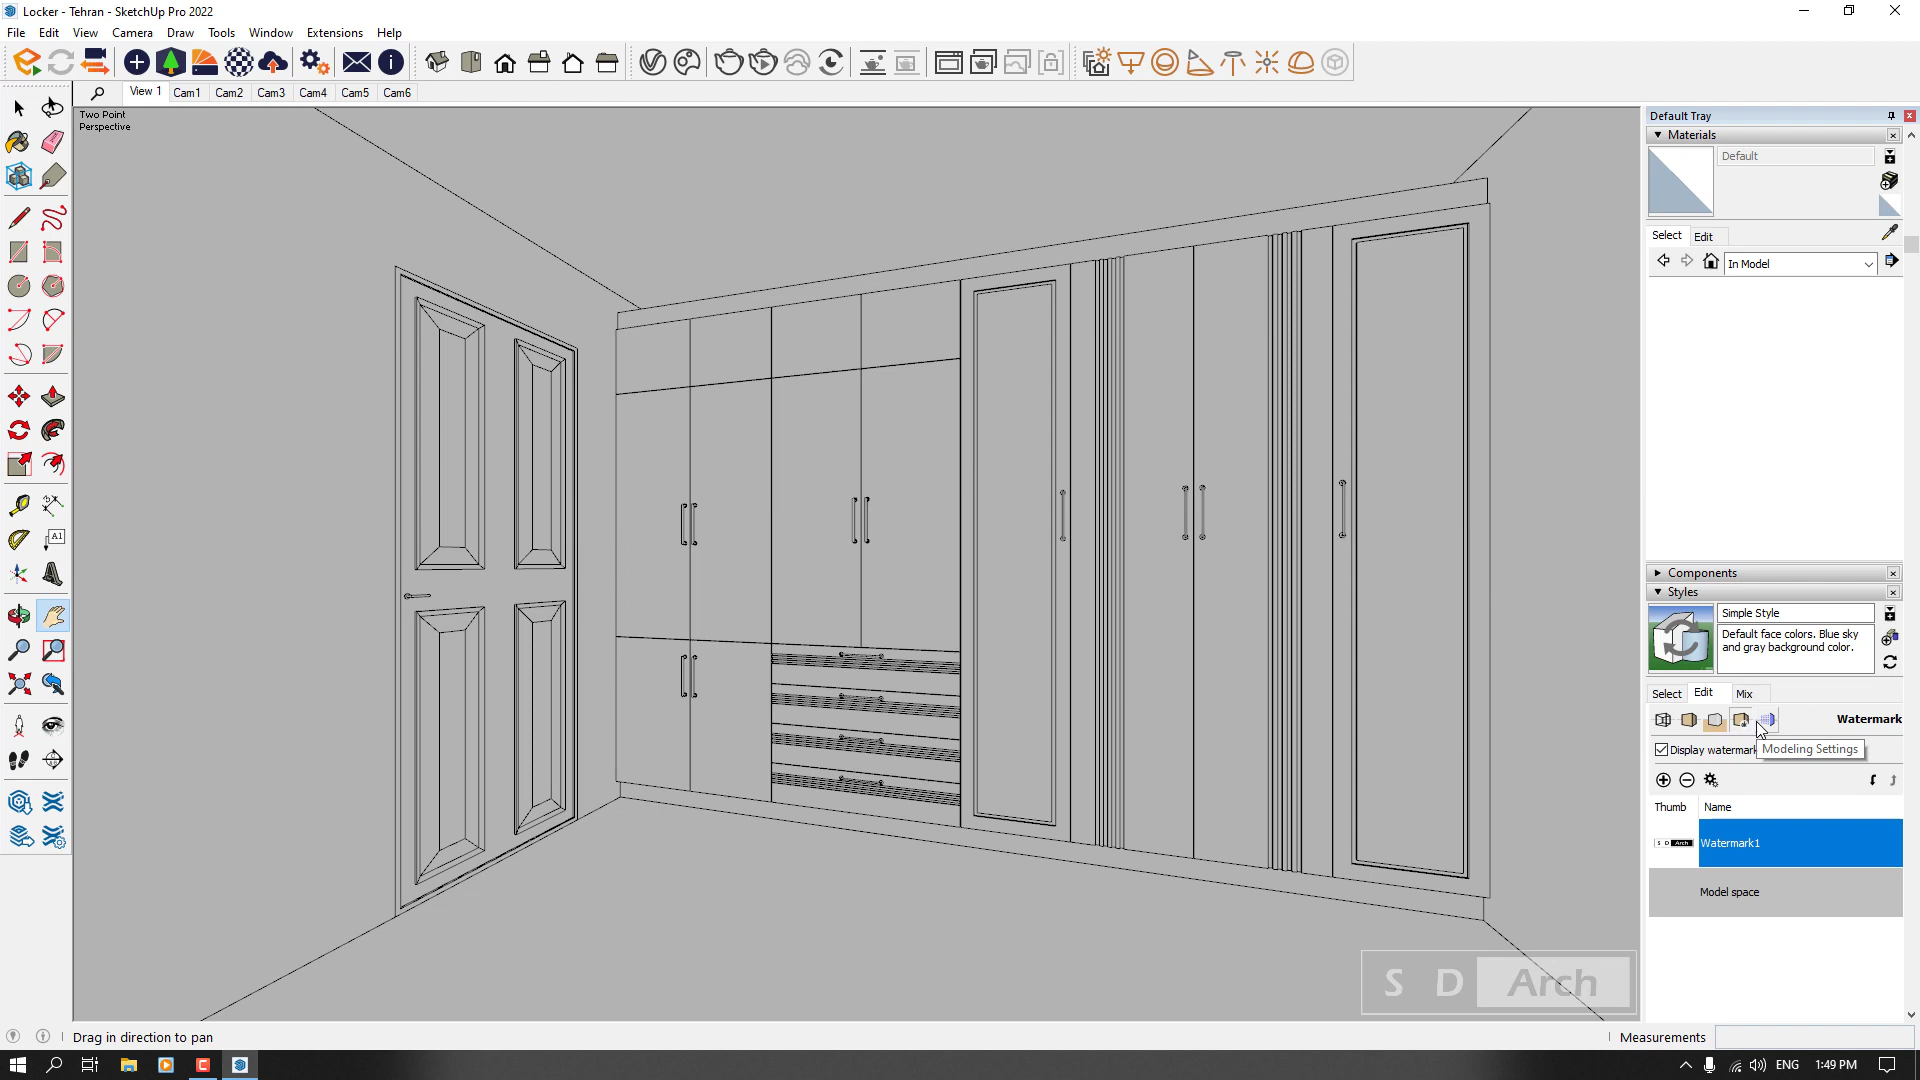 Locker - Tehran - SketchUp Pro 2022
File Edit View Camera Draw Tools Window Extensions Help
View 1 Cam1 Cam2 Cam3 Cam4 Cam5 Cam6
Two Point
Perspective
Default Tray
Materials
Default
Select Edit
In Model
Components
Styles
Simple Style
Default face colors. Blue sky
and gray background color.
Select Edit Mix
Watermark
Display watermark
Modeling Settings
Thumb Name
S D Arch Watermark1
Model space
A1
S D Arch
Drag in direction to pan
Measurements
ENG 1:49 PM